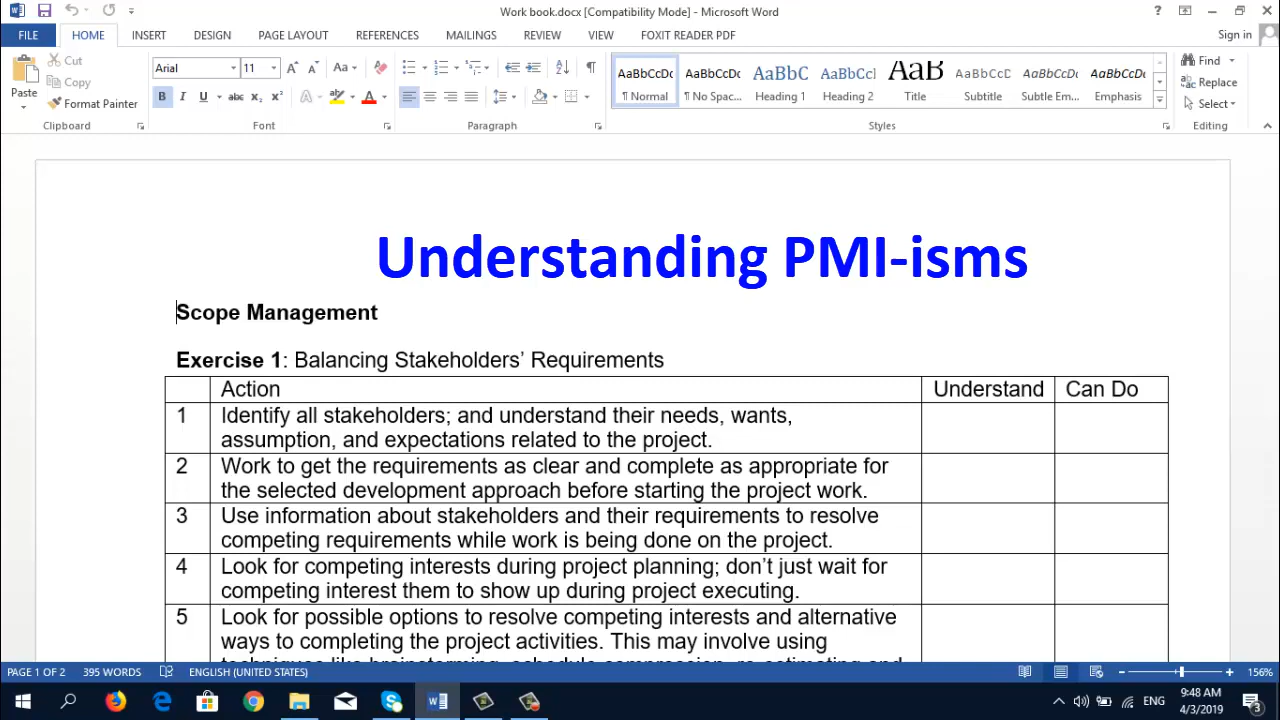 Work book.docx [Compatibility Mode] - Microsoft Word
FILE HOME INSERT DESIGN PAGE LAYOUT REFERENCES MAILINGS REVIEW VIEW FOXIT READER PDF Sign in
Paste
Cut
Copy
Format Painter
Clipboard
Arial 11
Font
Paragraph
AaBbCcDc AaBbCcDc AaBbC AaBbCcI AaB AaBbCcD AaBbCcDc AaBbCcDc
¶ Normal ¶ No Spac... Heading 1 Heading 2 Title Subtitle Subtle Em... Emphasis
Styles
Find
Replace
Select
Editing
Understanding PMI-isms
Scope Management
Exercise 1: Balancing Stakeholders’ Requirements
Action Understand Can Do
1 Identify all stakeholders; and understand their needs, wants,
assumption, and expectations related to the project.
2 Work to get the requirements as clear and complete as appropriate for
the selected development approach before starting the project work.
3 Use information about stakeholders and their requirements to resolve
competing requirements while work is being done on the project.
4 Look for competing interests during project planning; don’t just wait for
competing interest them to show up during project executing.
5 Look for possible options to resolve competing interests and alternative
ways to completing the project activities. This may involve using
techniques like brainstorming, schedule compression, re-estimating and
PAGE 1 OF 2 395 WORDS ENGLISH (UNITED STATES) 156%
ENG
9:48 AM
4/3/2019